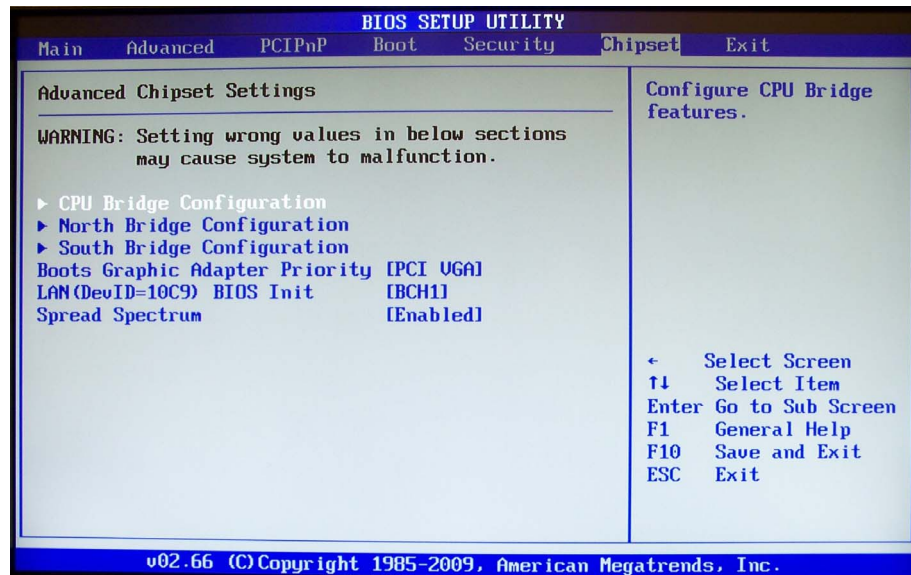 BIOS SETUP UTILITY
Main Advanced PCIPnP Boot Security Chipset Exit
Advanced Chipset Settings
WARNING: Setting wrong values in below sections
may cause system to malfunction.
► CPU Bridge Configuration
► North Bridge Configuration
► South Bridge Configuration
Boots Graphic Adapter Priority [PCI VGA]
LAN(DevID=10C9) BIOS Init [BCH1]
Spread Spectrum [Enabled]
Configure CPU Bridge
features.
← Select Screen
↑↓ Select Item
Enter Go to Sub Screen
F1 General Help
F10 Save and Exit
ESC Exit
v02.66 (C)Copyright 1985-2009, American Megatrends, Inc.